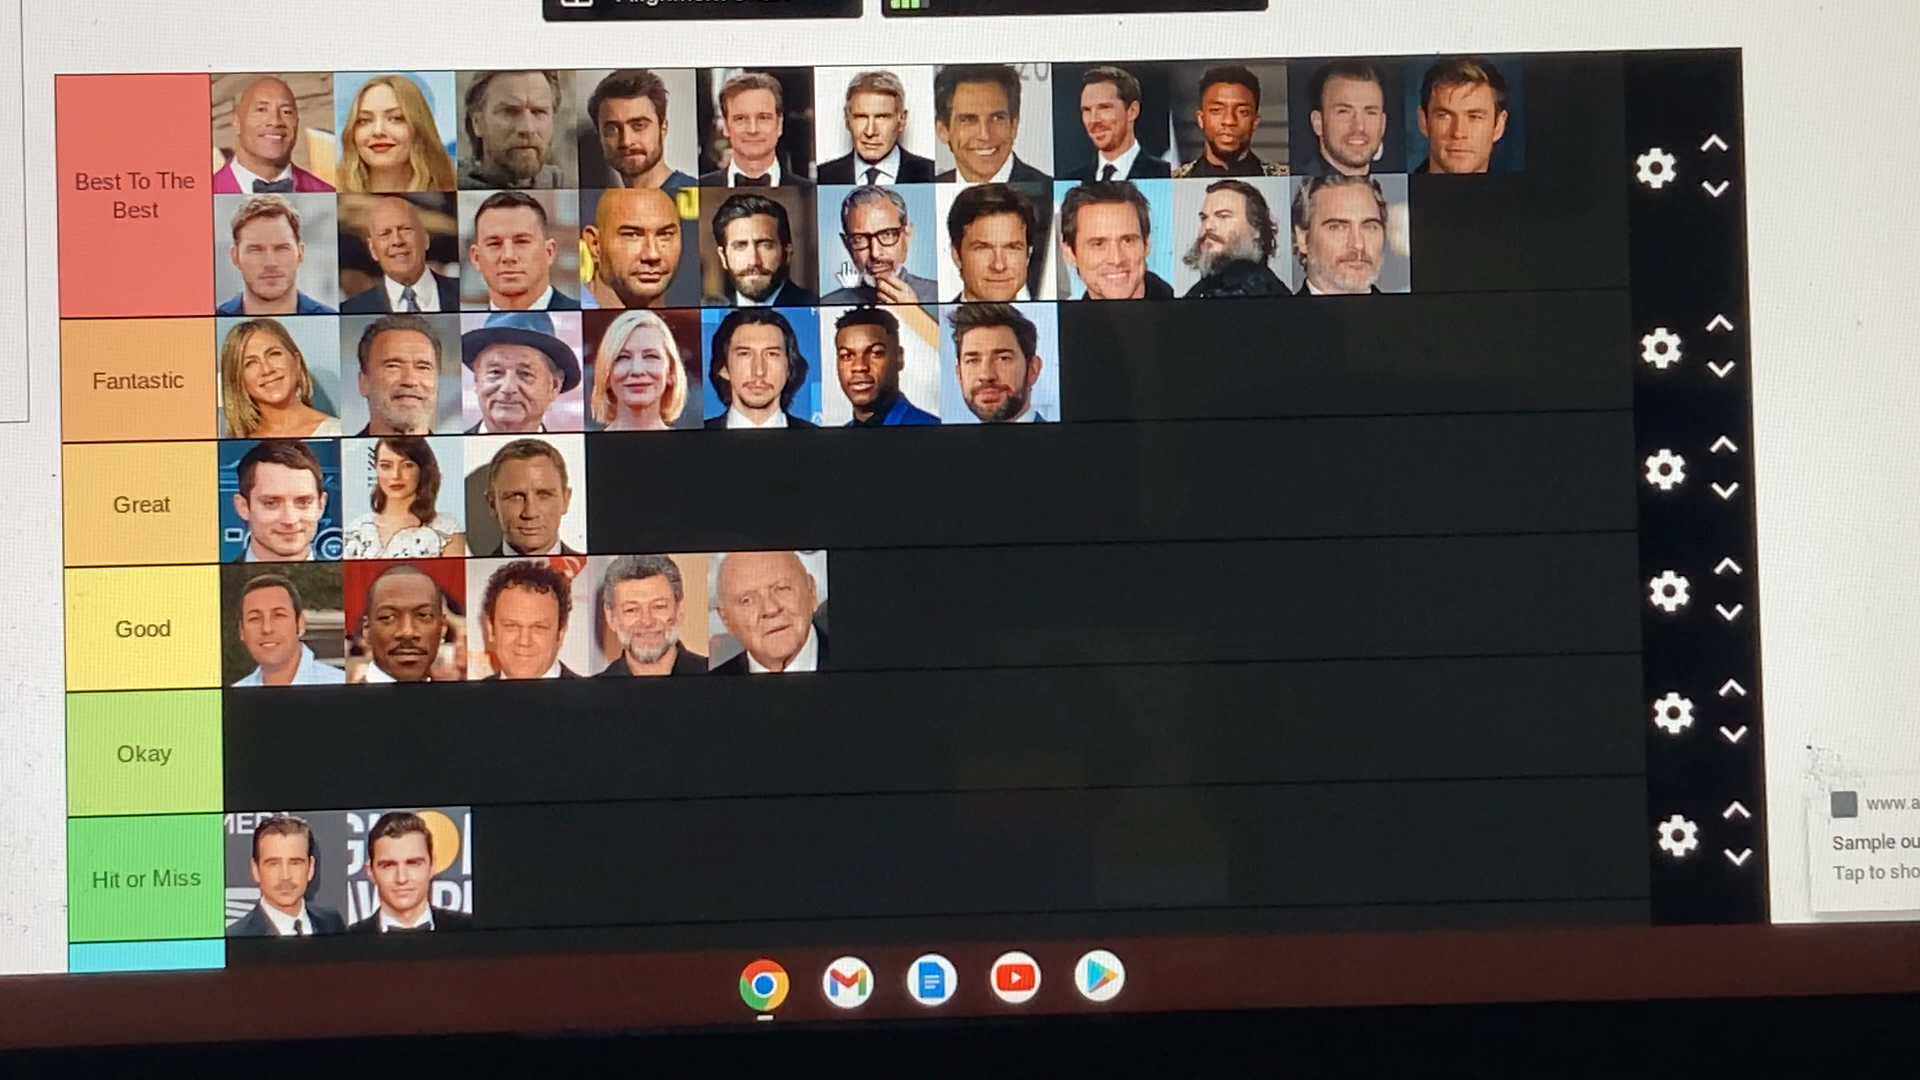 Best To The
Best
Fantastic
Great
Good
Okay
Hit or Miss
www.a
Sample ou
Tap to sho